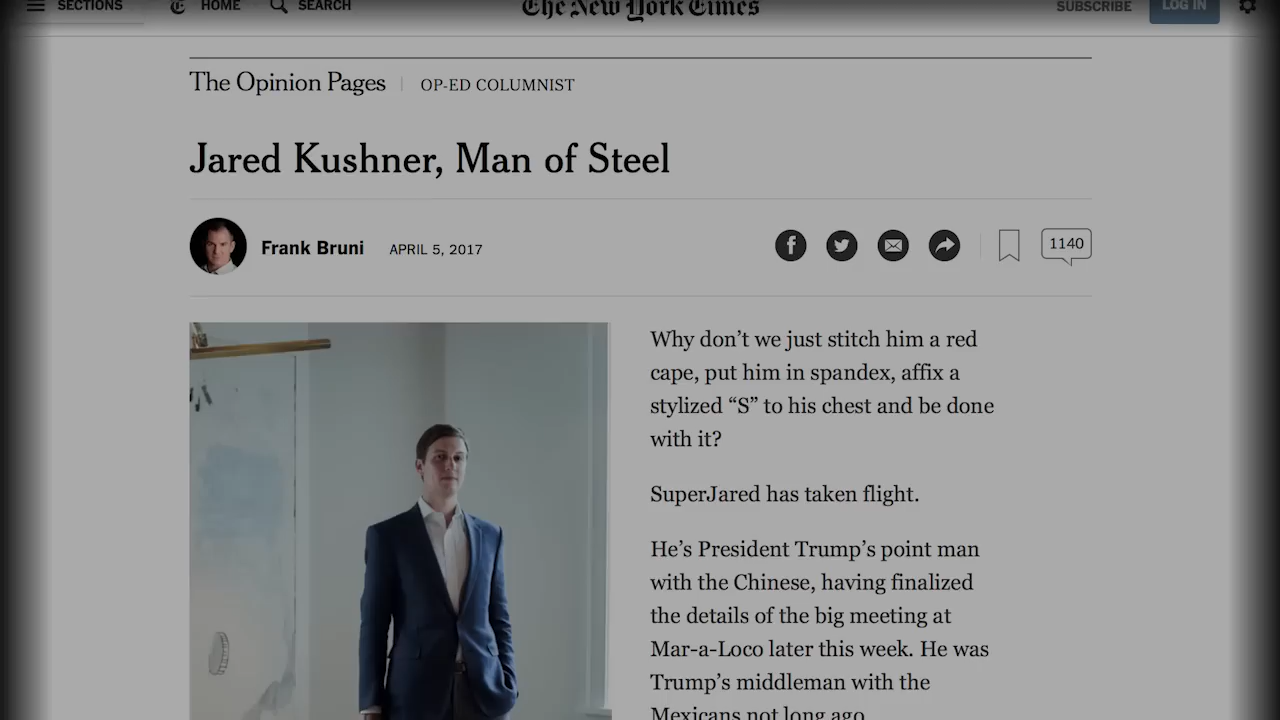 SECTIONS HOME SEARCH The New York Times SUBSCRIBE LOG IN
The Opinion Pages | OP-ED COLUMNIST
Jared Kushner, Man of Steel
Frank Bruni APRIL 5, 2017 1140
Why don’t we just stitch him a red
cape, put him in spandex, affix a
stylized “S” to his chest and be done
with it?
SuperJared has taken flight.
He’s President Trump’s point man
with the Chinese, having finalized
the details of the big meeting at
Mar-a-Loco later this week. He was
Trump’s middleman with the
Mexicans not long ago.